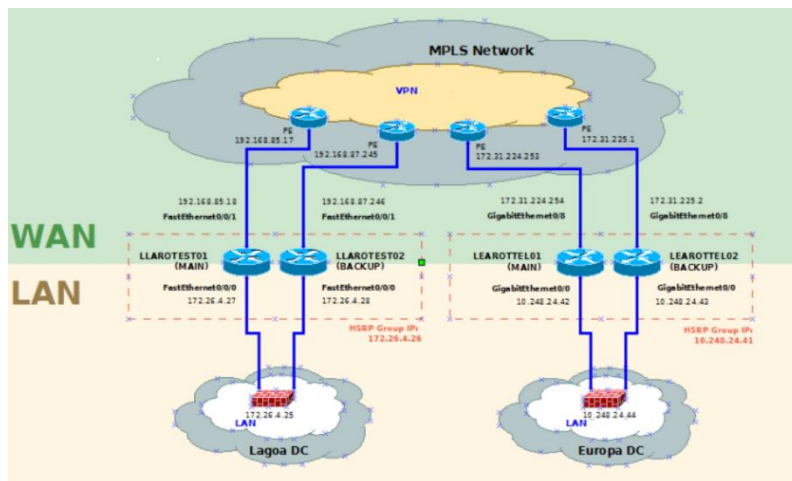 MPLS Network
VPN
PE
192.168.85.17
PE
192.168.87.245
PE
172.31.224.253
PE
172.31.225.1
192.168.85.18
FastEthernet0/0/1
192.168.87.246
FastEthernet0/0/1
172.31.224.254
GigabitEthernet0/8
172.31.225.2
GigabitEthernet0/8
WAN
LAN
LLAROTEST01
(MAIN)
LLAROTEST02
(BACKUP)
LEAROTTEL01
(MAIN)
LEAROTTEL02
(BACKUP)
FastEthernet0/0/0
172.26.4.27
FastEthernet0/0/0
172.26.4.28
GigabitEthernet0/0
10.248.24.42
GigabitEthernet0/0
10.248.24.43
HSRP Group IP:
172.26.4.26
HSRP Group IP:
10.248.24.41
172.26.4.25
LAN
Lagoa DC
10.248.24.44
LAN
Europa DC